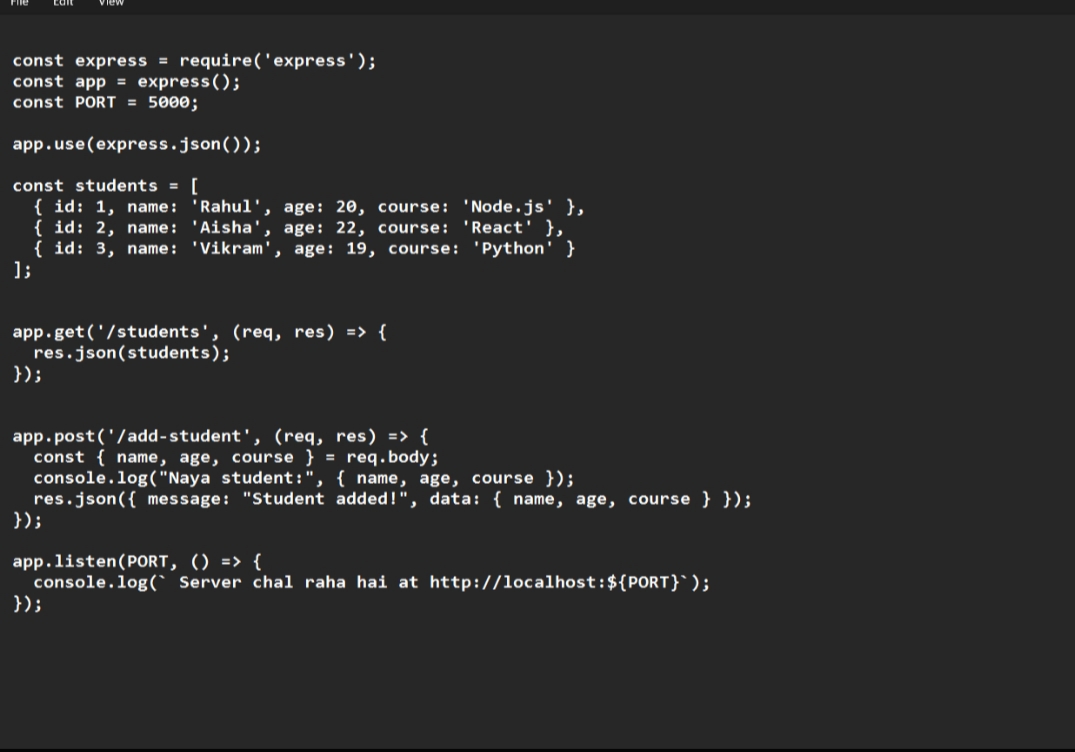 File Edit View
const express = require('express');
const app = express();
const PORT = 5000;
app.use(express.json());
const students = [
  { id: 1, name: 'Rahul', age: 20, course: 'Node.js' },
  { id: 2, name: 'Aisha', age: 22, course: 'React' },
  { id: 3, name: 'Vikram', age: 19, course: 'Python' }
];
app.get('/students', (req, res) => {
  res.json(students);
});
app.post('/add-student', (req, res) => {
  const { name, age, course } = req.body;
  console.log("Naya student:", { name, age, course });
  res.json({ message: "Student added!", data: { name, age, course } });
});
app.listen(PORT, () => {
  console.log(` Server chal raha hai at http://localhost:${PORT}`);
});